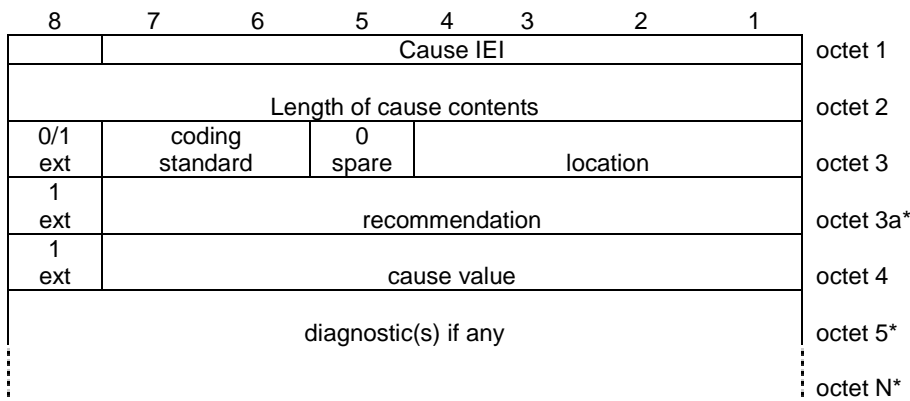 8 7 6 5 4 3 2 1
Cause IEI octet 1
Length of cause contents octet 2
0/1 coding 0
ext standard spare location octet 3
1
ext recommendation octet 3a*
1
ext cause value octet 4
diagnostic(s) if any octet 5*
octet N*